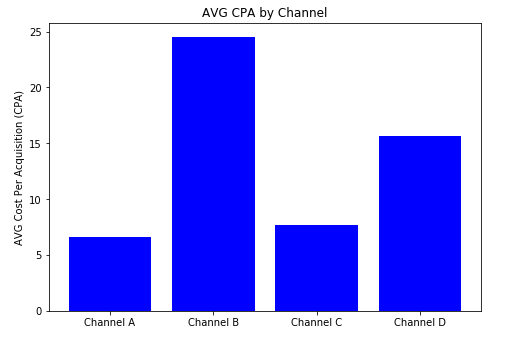 AVG CPA by Channel
AVG Cost Per Acquisition (CPA)
25
20
15
10
5
0
Channel A
Channel B
Channel C
Channel D